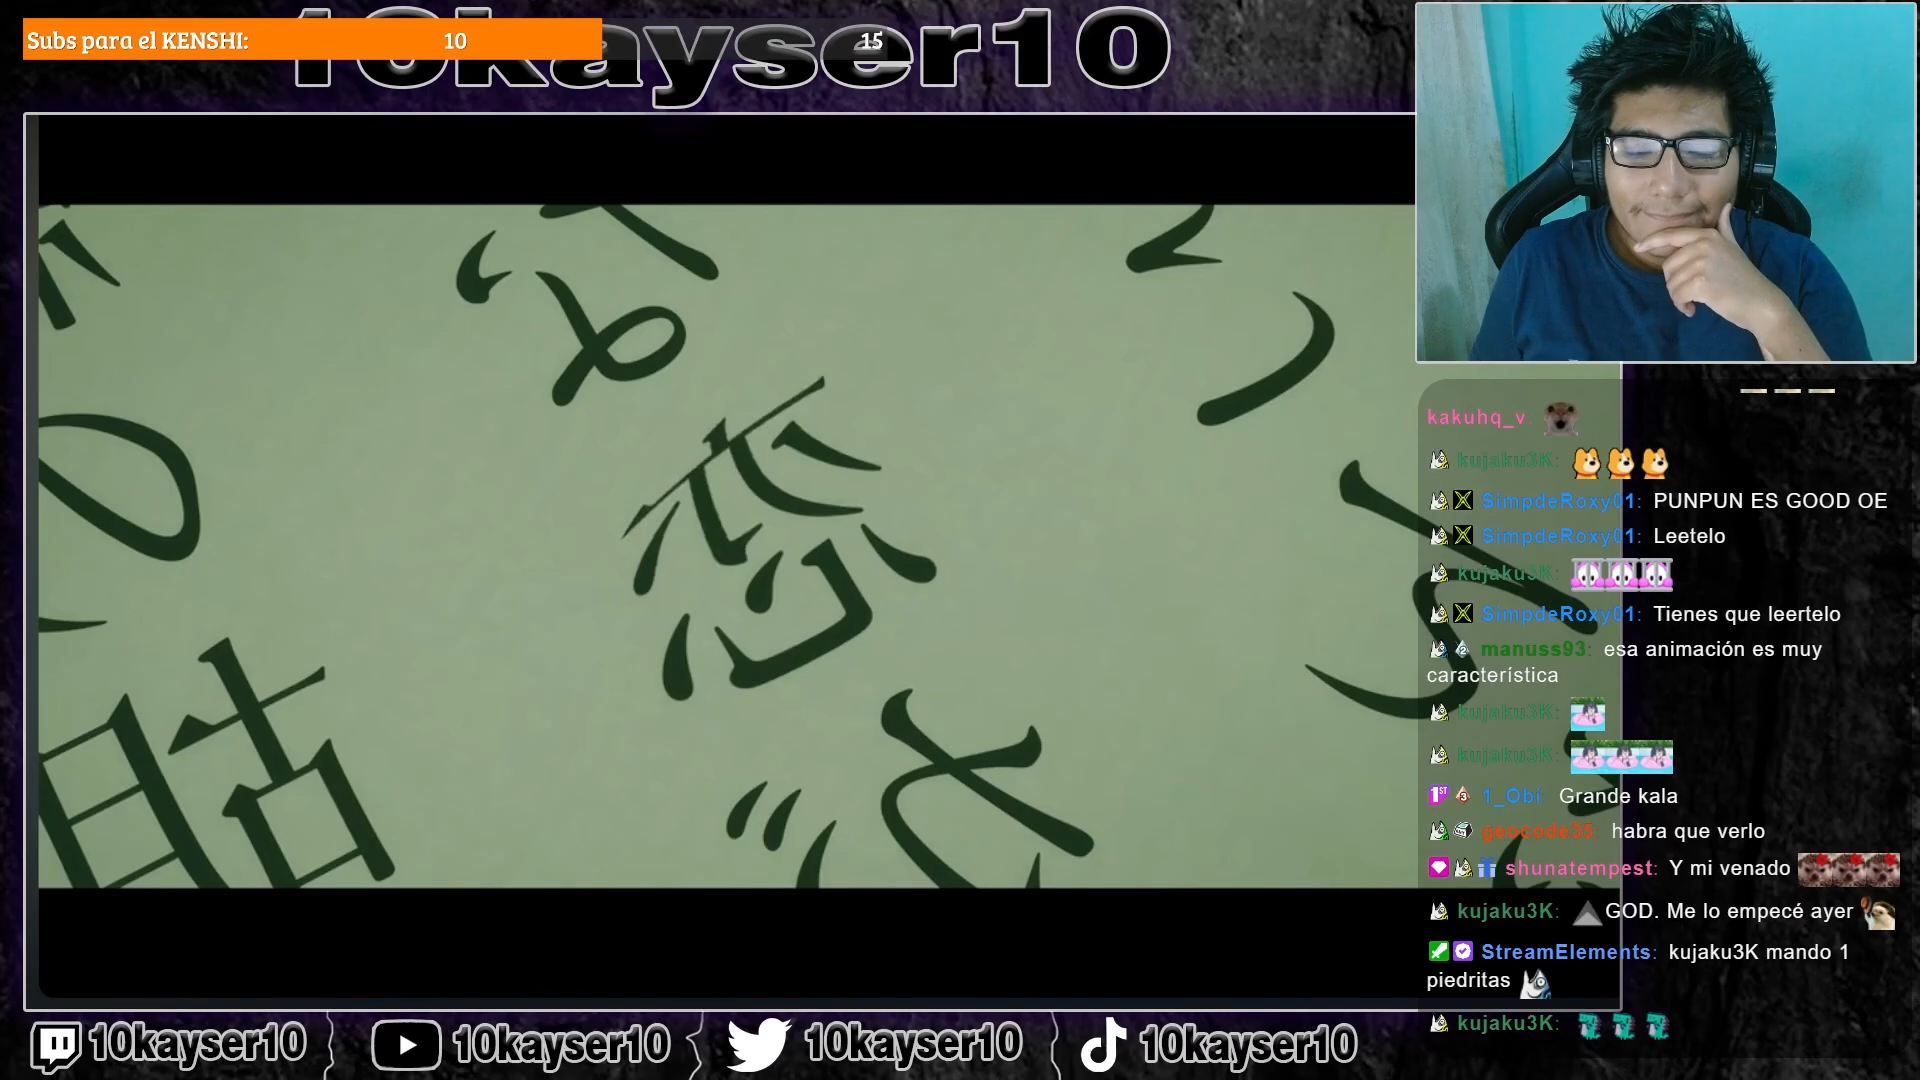 10kayser10
Subs para el KENSHI: 10 15
の
恋
を
站
kakuhq_v:
kujaku3K:
SimpdeRoxy01: PUNPUN ES GOOD OE
SimpdeRoxy01: Leetelo
kujaku3K:
SimpdeRoxy01: Tienes que leertelo
manuss93: esa animación es muy
característica
kujaku3K:
kujaku3K:
1_Obi: Grande kala
geocode35: habra que verlo
shunatempest: Y mi venado
kujaku3K: GOD. Me lo empecé ayer
StreamElements: kujaku3K mando 1
piedritas
kujaku3K:
10kayser10 10kayser10 10kayser10 10kayser10